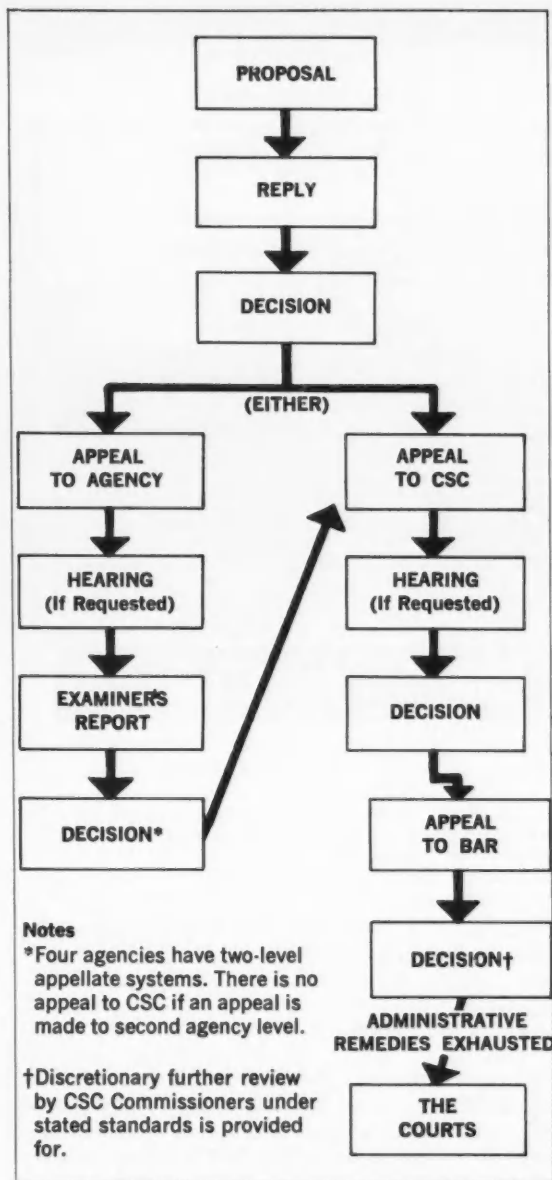 PROPOSAL
REPLY
DECISION
(EITHER)
APPEAL
TO AGENCY
HEARING
(If Requested)
EXAMINER'S
REPORT
DECISION*
APPEAL
TO CSC
HEARING
(If Requested)
DECISION
APPEAL
TO BAR
DECISION†
ADMINISTRATIVE
REMEDIES EXHAUSTED
THE
COURTS
Notes
*Four agencies have two-level
appellate systems. There is no
appeal to CSC if an appeal is
made to second agency level.
†Discretionary further review
by CSC Commissioners under
stated standards is provided
for.